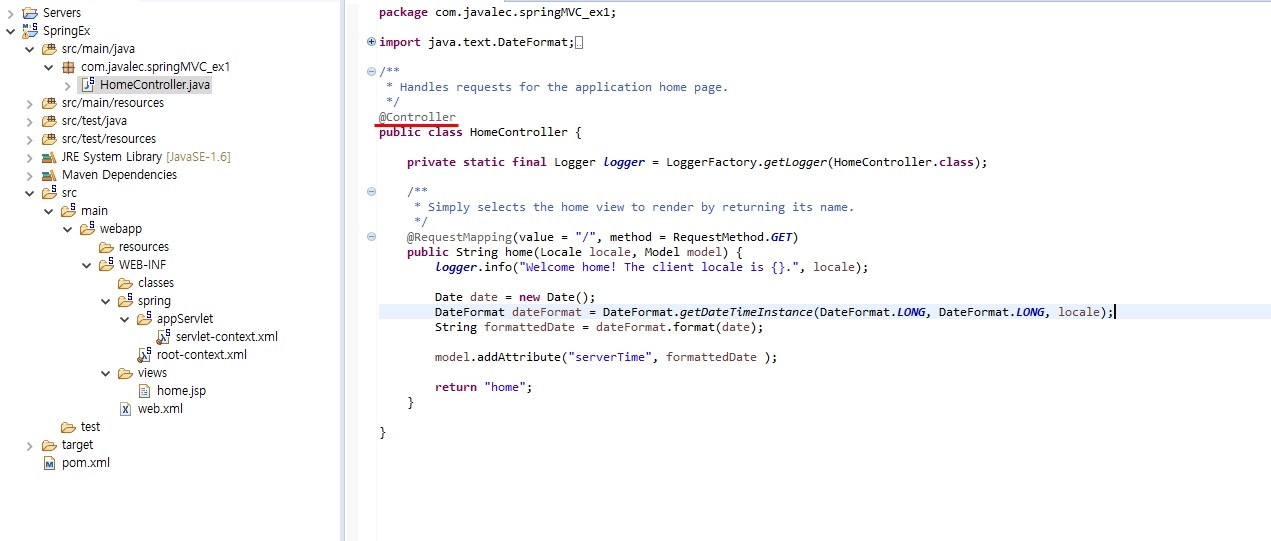 Servers
SpringEx
src/main/java
com.javalec.springMVC_ex1
HomeController.java
src/main/resources
src/test/java
src/test/resources
JRE System Library [JavaSE-1.6]
Maven Dependencies
src
main
webapp
resources
WEB-INF
classes
spring
appServlet
servlet-context.xml
root-context.xml
views
home.jsp
web.xml
test
target
pom.xml
package com.javalec.springMVC_ex1;
import java.text.DateFormat;
/**
* Handles requests for the application home page.
*/
@Controller
public class HomeController {
private static final Logger logger = LoggerFactory.getLogger(HomeController.class);
/**
* Simply selects the home view to render by returning its name.
*/
@RequestMapping(value = "/", method = RequestMethod.GET)
public String home(Locale locale, Model model) {
logger.info("Welcome home! The client locale is {}.", locale);
Date date = new Date();
DateFormat dateFormat = DateFormat.getDateTimeInstance(DateFormat.LONG, DateFormat.LONG, locale);
String formattedDate = dateFormat.format(date);
model.addAttribute("serverTime", formattedDate );
return "home";
}
}